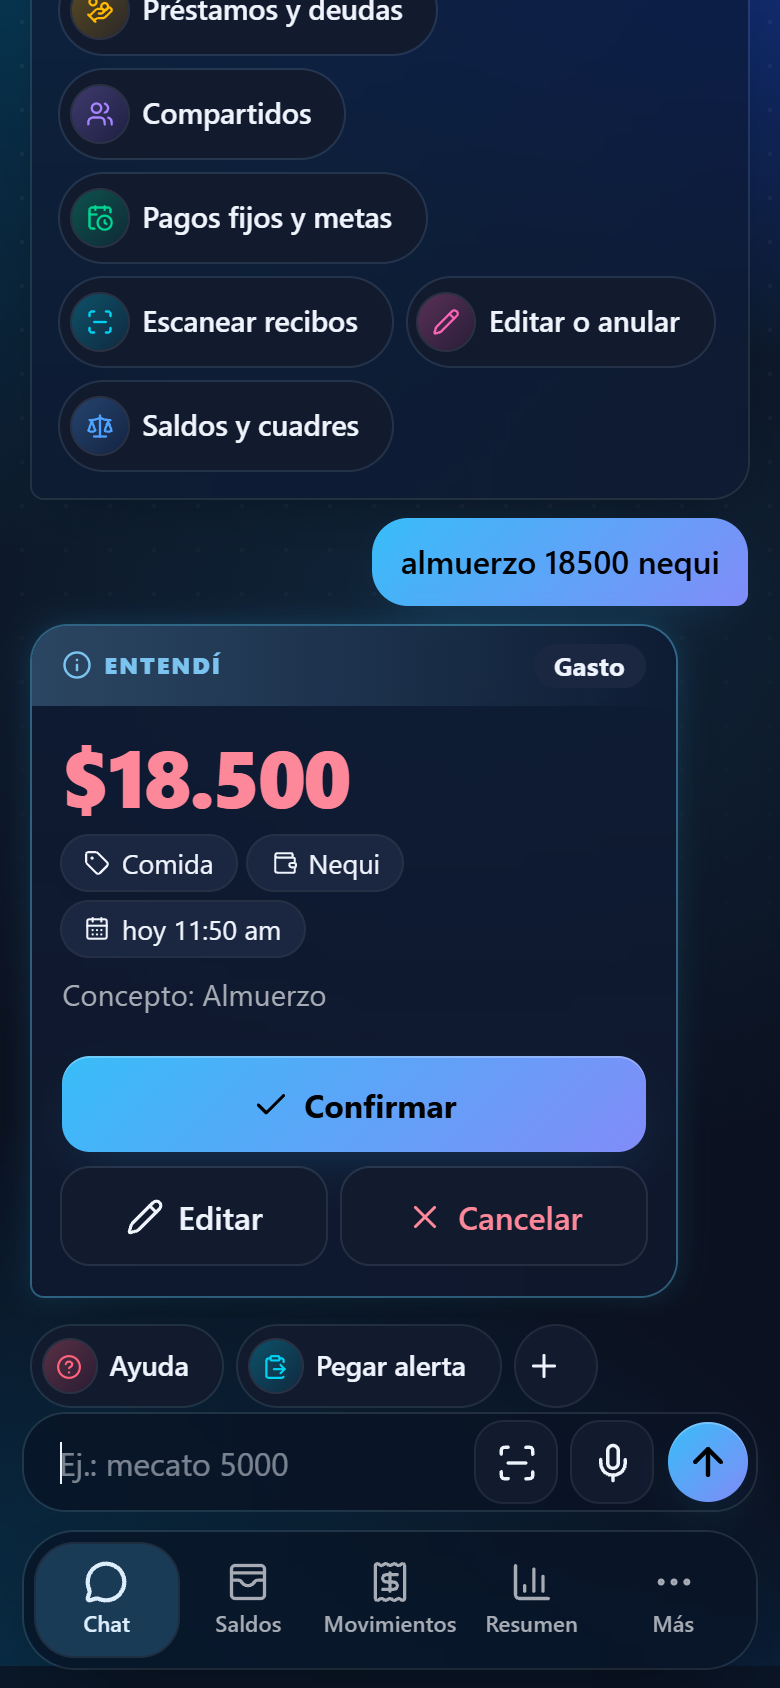 Préstamos y deudas
Compartidos
Pagos fijos y metas
Escanear recibos
Editar o anular
Saldos y cuadres
almuerzo 18500 nequi
ENTENDÍ
Gasto
$18.500
Comida
Nequi
hoy 11:50 am
Concepto: Almuerzo
Confirmar
Editar
Cancelar
Ayuda
Pegar alerta
Ej.: mecato 5000
Chat
Saldos
Movimientos
Resumen
Más